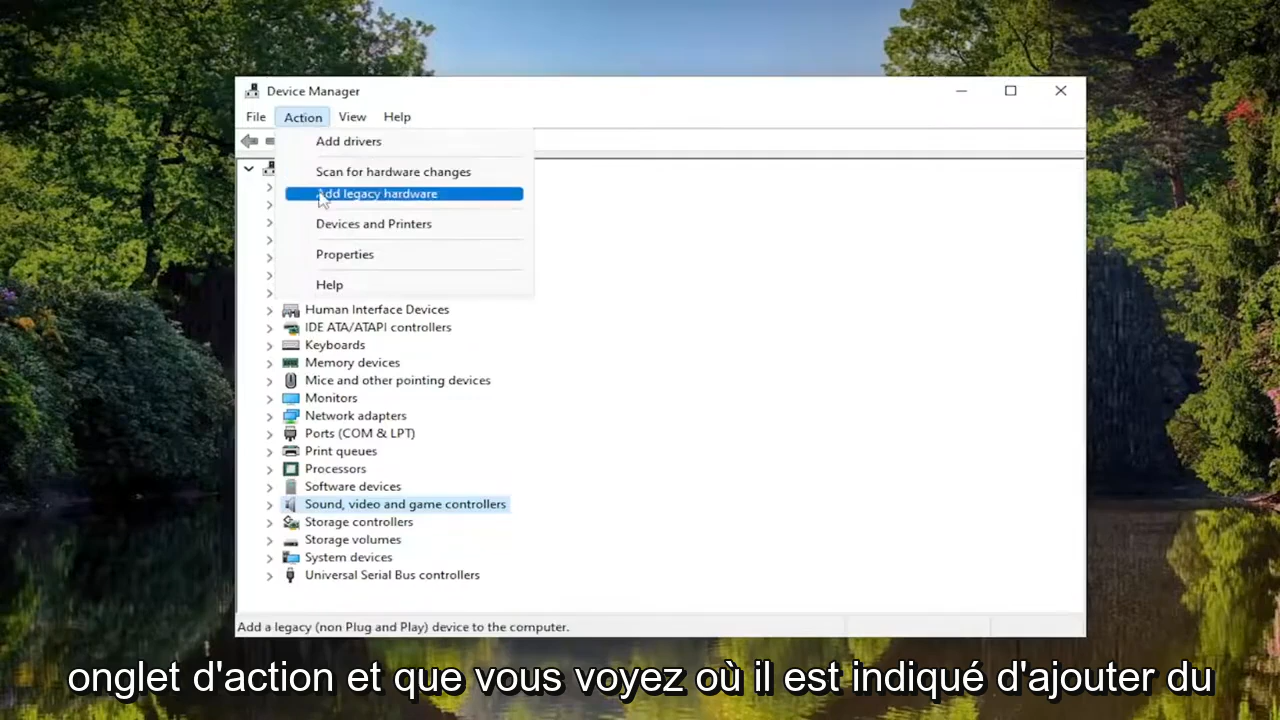 Device Manager
File Action View Help
Add drivers
Scan for hardware changes
Add legacy hardware
Devices and Printers
Properties
Help
Human Interface Devices
IDE ATA/ATAPI controllers
Keyboards
Memory devices
Mice and other pointing devices
Monitors
Network adapters
Ports (COM & LPT)
Print queues
Processors
Software devices
Sound, video and game controllers
Storage controllers
Storage volumes
System devices
Universal Serial Bus controllers
Add a legacy (non Plug and Play) device to the computer.
onglet d'action et que vous voyez où il est indiqué d'ajouter du